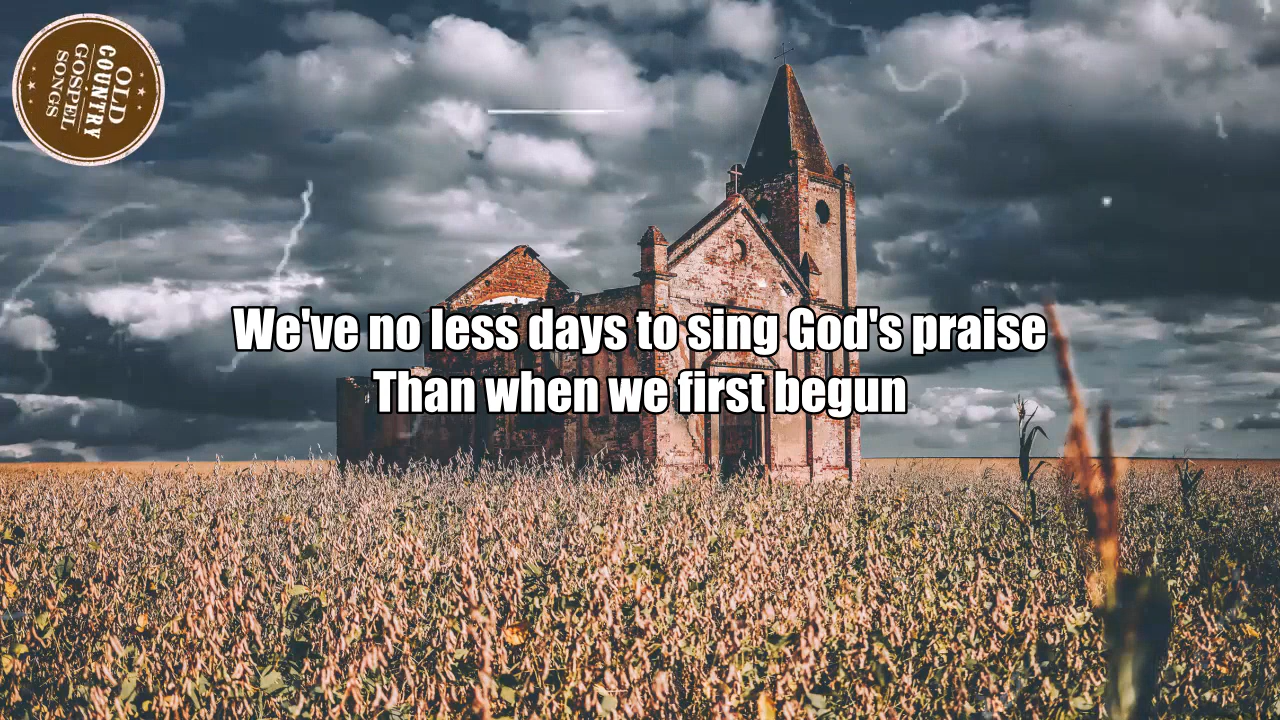 OLD
COUNTRY
GOSPEL
SONGS
We've no less days to sing God's praise
Than when we first begun